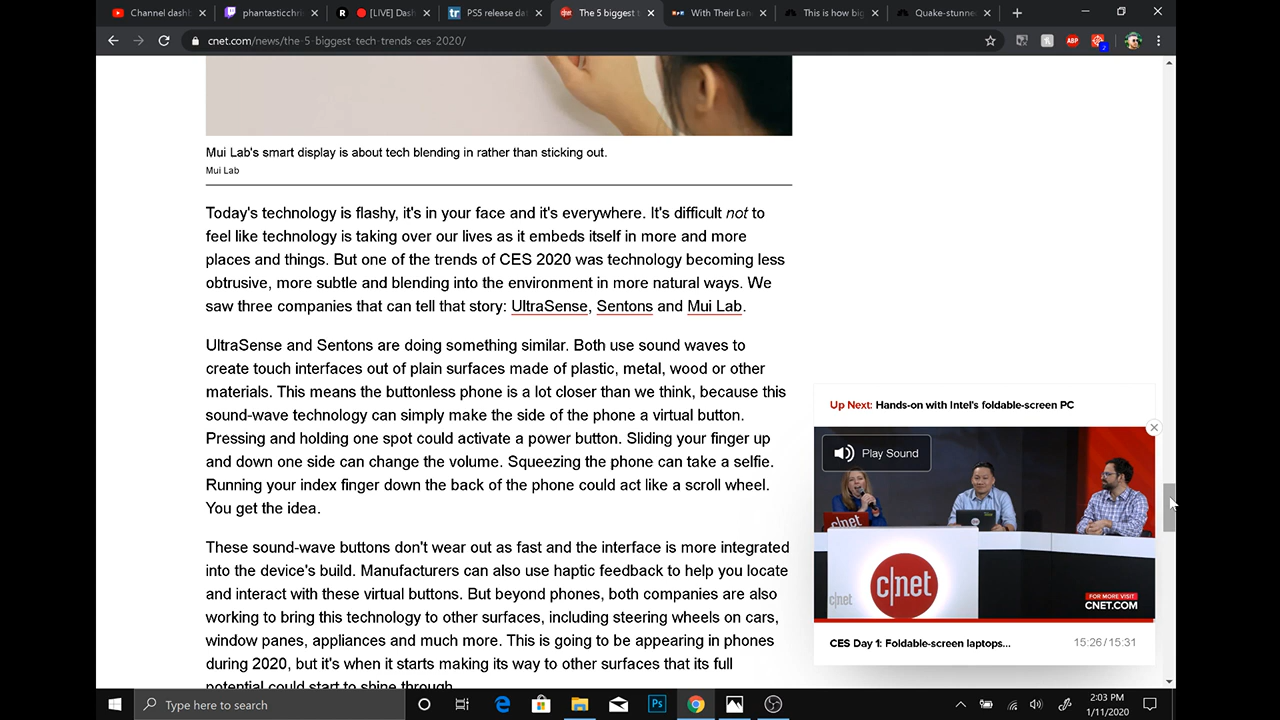 Channel dashb
phantasticchri
[LIVE] Dash
PS5 release da
The 5 biggest t
With Their Lan
This is how big
Quake-stunne
cnet.com/news/the-5-biggest-tech-trends-ces-2020/
ABP
2
Mui Lab's smart display is about tech blending in rather than sticking out.
Mui Lab
Today's technology is flashy, it's in your face and it's everywhere. It's difficult not to
feel like technology is taking over our lives as it embeds itself in more and more
places and things. But one of the trends of CES 2020 was technology becoming less
obtrusive, more subtle and blending into the environment in more natural ways. We
saw three companies that can tell that story: UltraSense, Sentons and Mui Lab.
UltraSense and Sentons are doing something similar. Both use sound waves to
create touch interfaces out of plain surfaces made of plastic, metal, wood or other
materials. This means the buttonless phone is a lot closer than we think, because this
sound-wave technology can simply make the side of the phone a virtual button.
Pressing and holding one spot could activate a power button. Sliding your finger up
and down one side can change the volume. Squeezing the phone can take a selfie.
Running your index finger down the back of the phone could act like a scroll wheel.
You get the idea.
These sound-wave buttons don't wear out as fast and the interface is more integrated
into the device's build. Manufacturers can also use haptic feedback to help you locate
and interact with these virtual buttons. But beyond phones, both companies are also
working to bring this technology to other surfaces, including steering wheels on cars,
window panes, appliances and much more. This is going to be appearing in phones
during 2020, but it's when it starts making its way to other surfaces that its full
potential could start to shine through.
Up Next: Hands-on with Intel's foldable-screen PC
Play Sound
c|net
c|net
c|net
FOR MORE VISIT
CNET.COM
CES Day 1: Foldable-screen laptops...
15:26/15:31
Type here to search
Ps
2:03 PM
1/11/2020